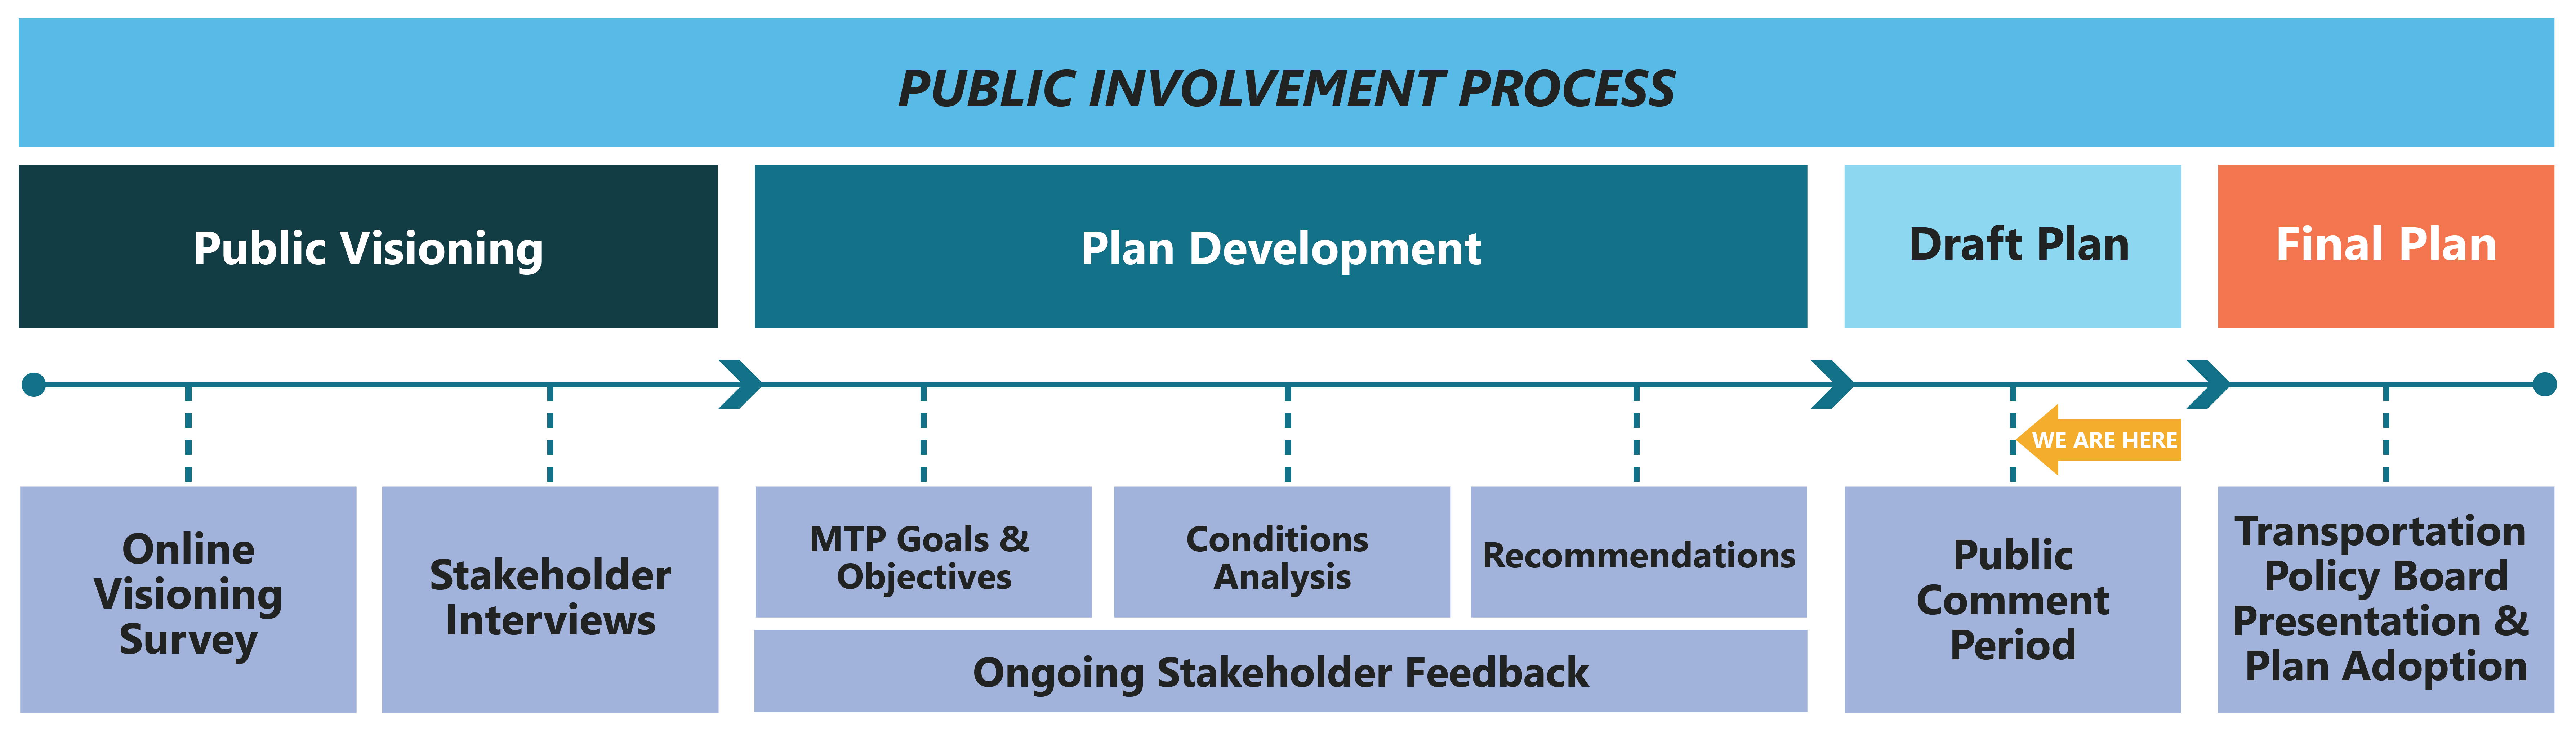 PUBLIC INVOLVEMENT PROCESS
Public Visioning
Plan Development
Draft Plan
Final Plan
WE ARE HERE
Online
Visioning
Survey
Stakeholder
Interviews
MTP Goals &
Objectives
Conditions
Analysis
Recommendations
Ongoing Stakeholder Feedback
Public
Comment
Period
Transportation
Policy Board
Presentation &
Plan Adoption